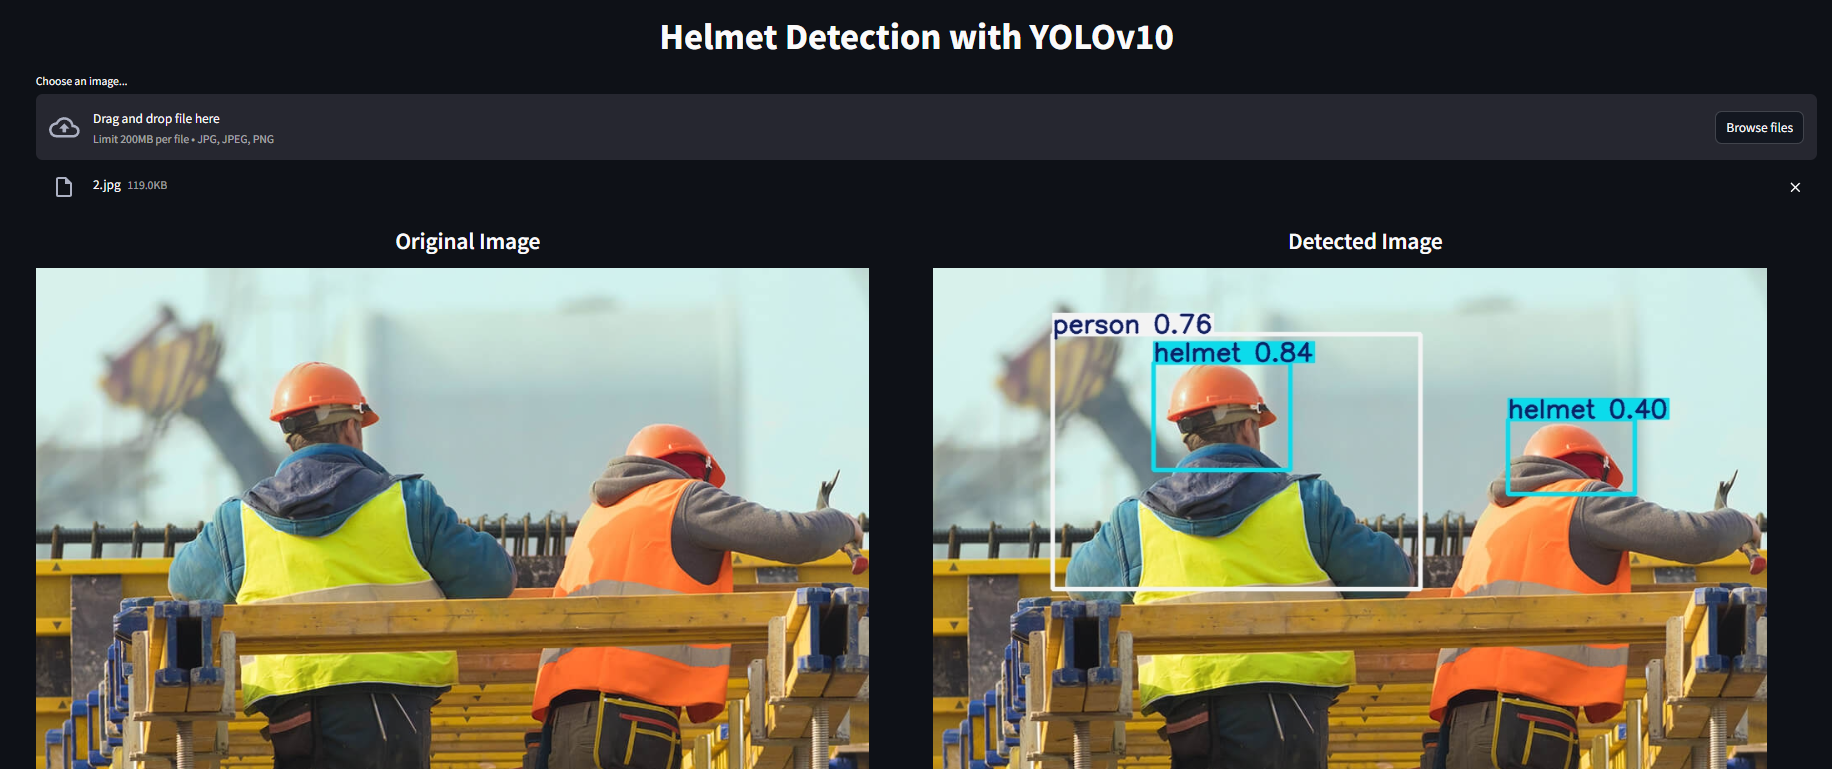 Helmet Detection with YOLOv10
Choose an image...
Drag and drop file here
Limit 200MB per file • JPG, JPEG, PNG
Browse files
2.jpg 119.0KB
Original Image
Detected Image
person 0.76
helmet 0.84
helmet 0.40